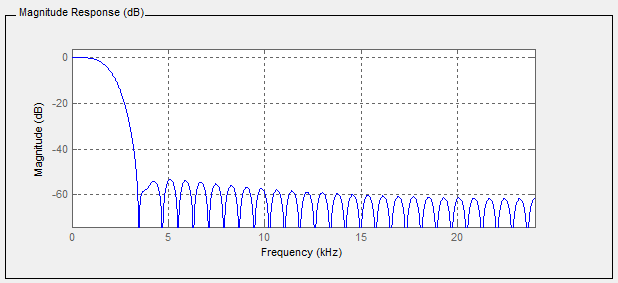 Magnitude Response (dB)
0
-20
-40
-60
Magnitude (dB)
0 5 10 15 20
Frequency (kHz)